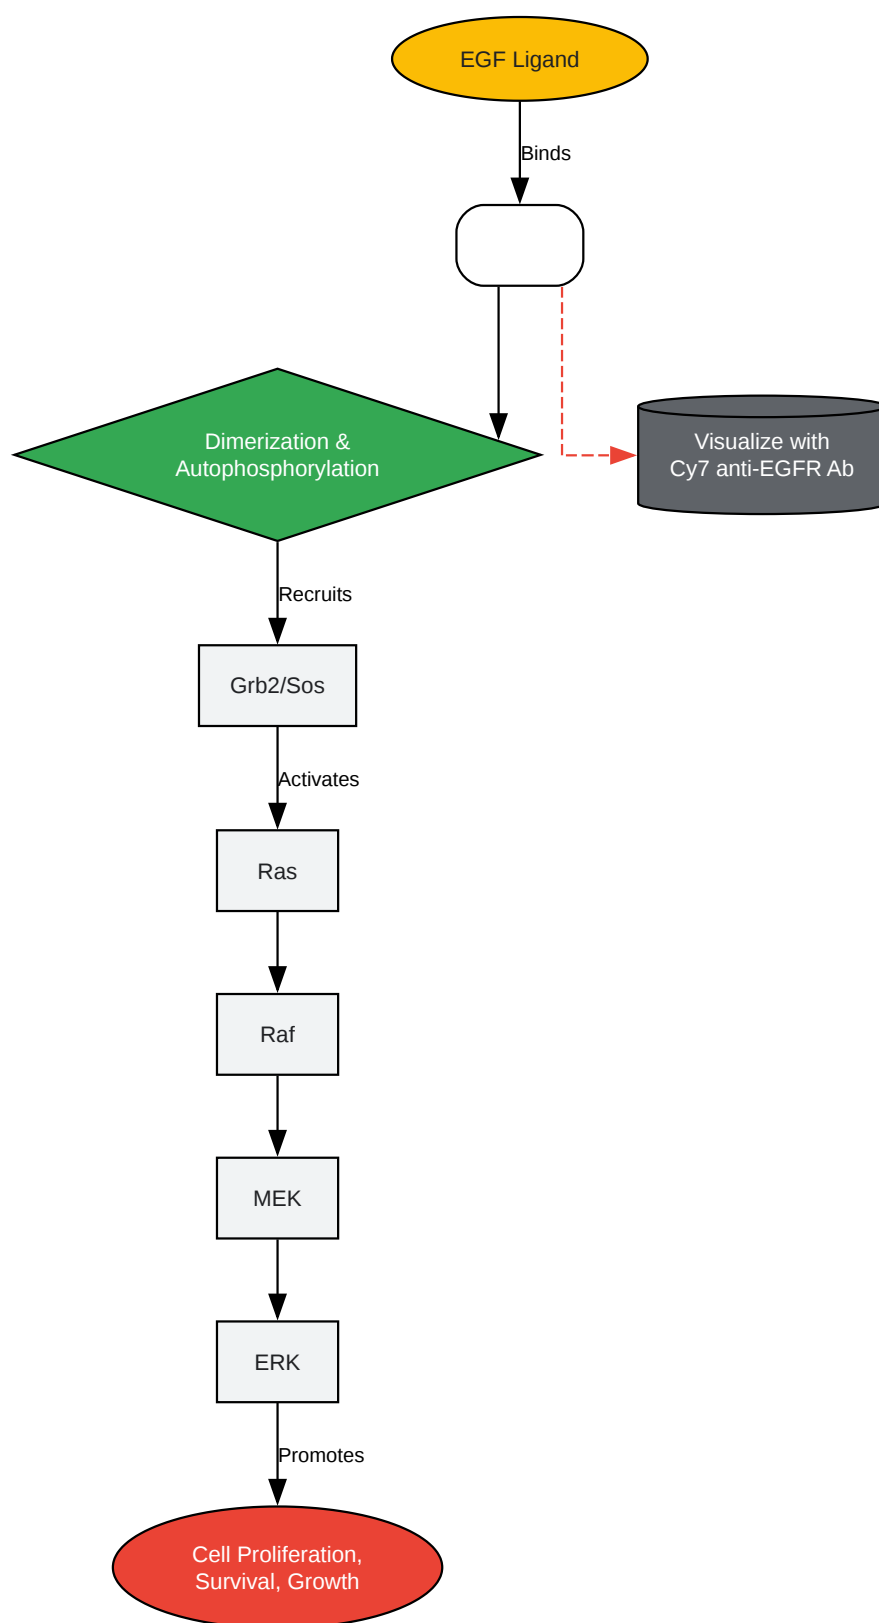 EGF Ligand
Binds
Dimerization &
Autophosphorylation
Visualize with
Cy7 anti-EGFR Ab
Recruits
Grb2/Sos
Activates
Ras
Raf
MEK
ERK
Promotes
Cell Proliferation,
Survival, Growth